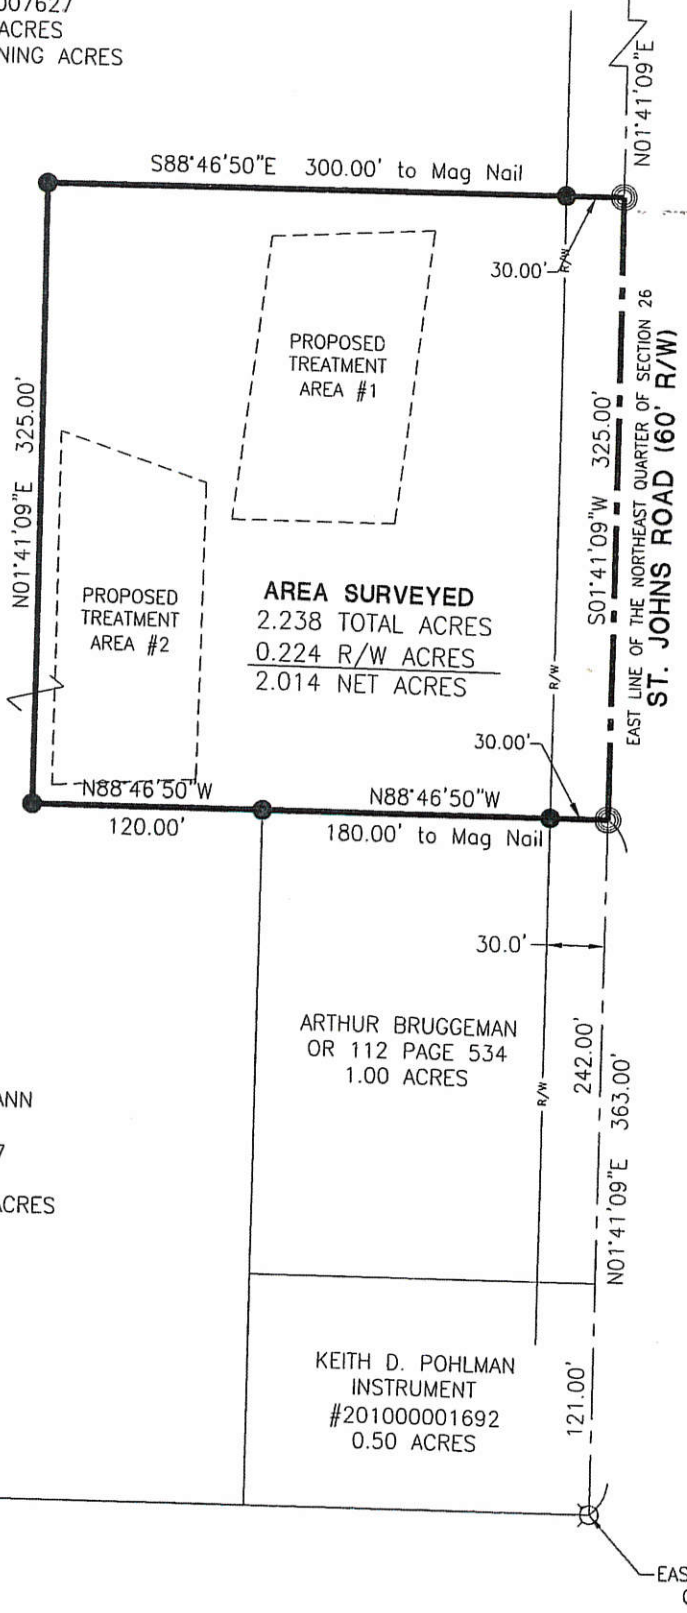 007627
ACRES
NING ACRES
N01°41'09"E
S88°46'50"E 300.00' to Mag Nail
30.00'
R/W
PROPOSED
TREATMENT
AREA #1
N01°41'09"E 325.00'
S01°41'09"W 325.00'
EAST LINE OF THE NORTHEAST QUARTER OF SECTION 26
ST. JOHNS ROAD (60' R/W)
PROPOSED
TREATMENT
AREA #2
AREA SURVEYED
2.238 TOTAL ACRES
0.224 R/W ACRES
2.014 NET ACRES
R/W
30.00'
N88°46'50"W
120.00'
N88°46'50"W
180.00' to Mag Nail
30.0'
ARTHUR BRUGGEMAN
OR 112 PAGE 534
1.00 ACRES
R/W
242.00'
N01°41'09"E 363.00'
ANN
7
ACRES
KEITH D. POHLMAN
INSTRUMENT
#201000001692
0.50 ACRES
121.00'
EAS